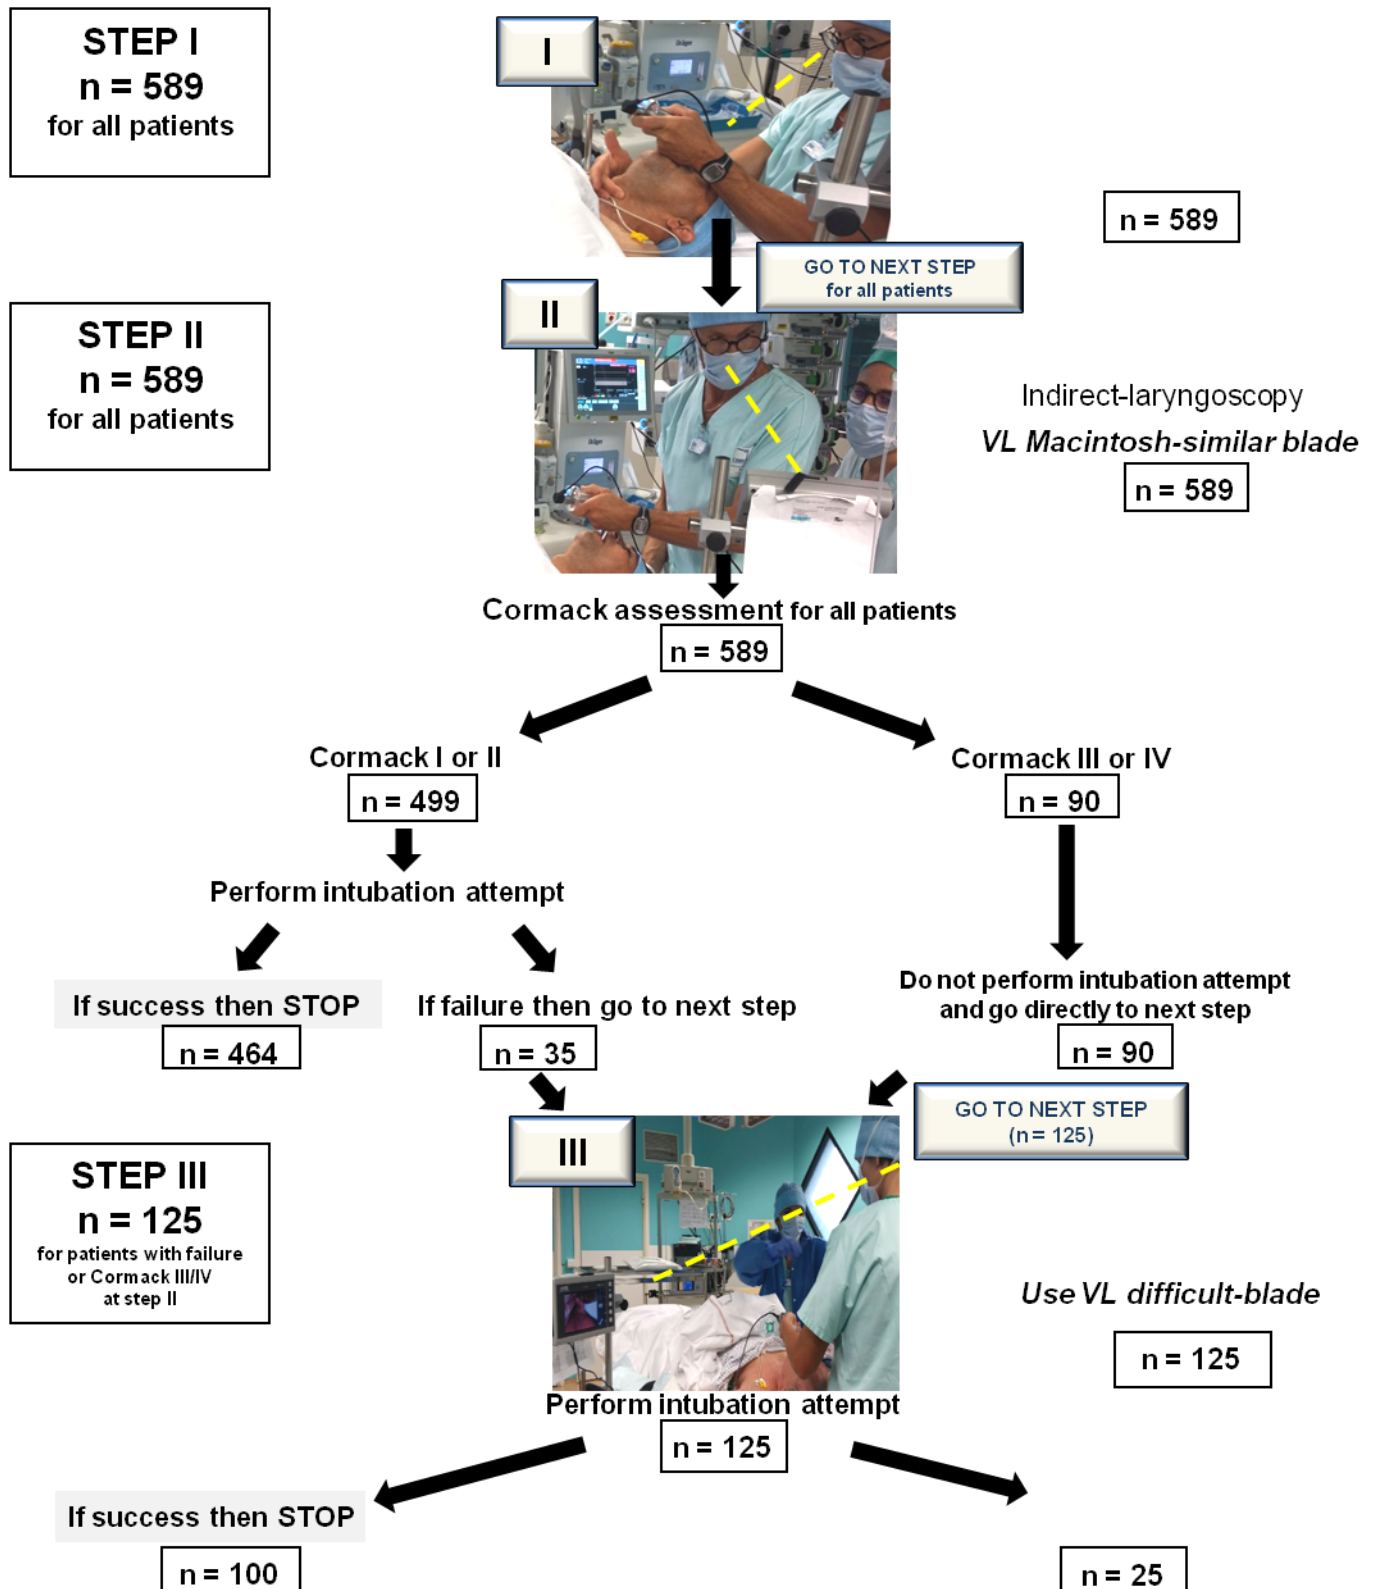 STEP I
n = 589
for all patients
I
Dräger
n = 589
GO TO NEXT STEP
for all patients
STEP II
n = 589
for all patients
II
Dräger
Indirect-laryngoscopy
VL Macintosh-similar blade
n = 589
Cormack assessment for all patients
n = 589
Cormack I or II
n = 499
Cormack III or IV
n = 90
Perform intubation attempt
If success then STOP
n = 464
If failure then go to next step
n = 35
Do not perform intubation attempt
and go directly to next step
n = 90
GO TO NEXT STEP
(n = 125)
STEP III
n = 125
for patients with failure
or Cormack III/IV
at step II
III
Use VL difficult-blade
n = 125
Perform intubation attempt
n = 125
If success then STOP
n = 100
n = 25